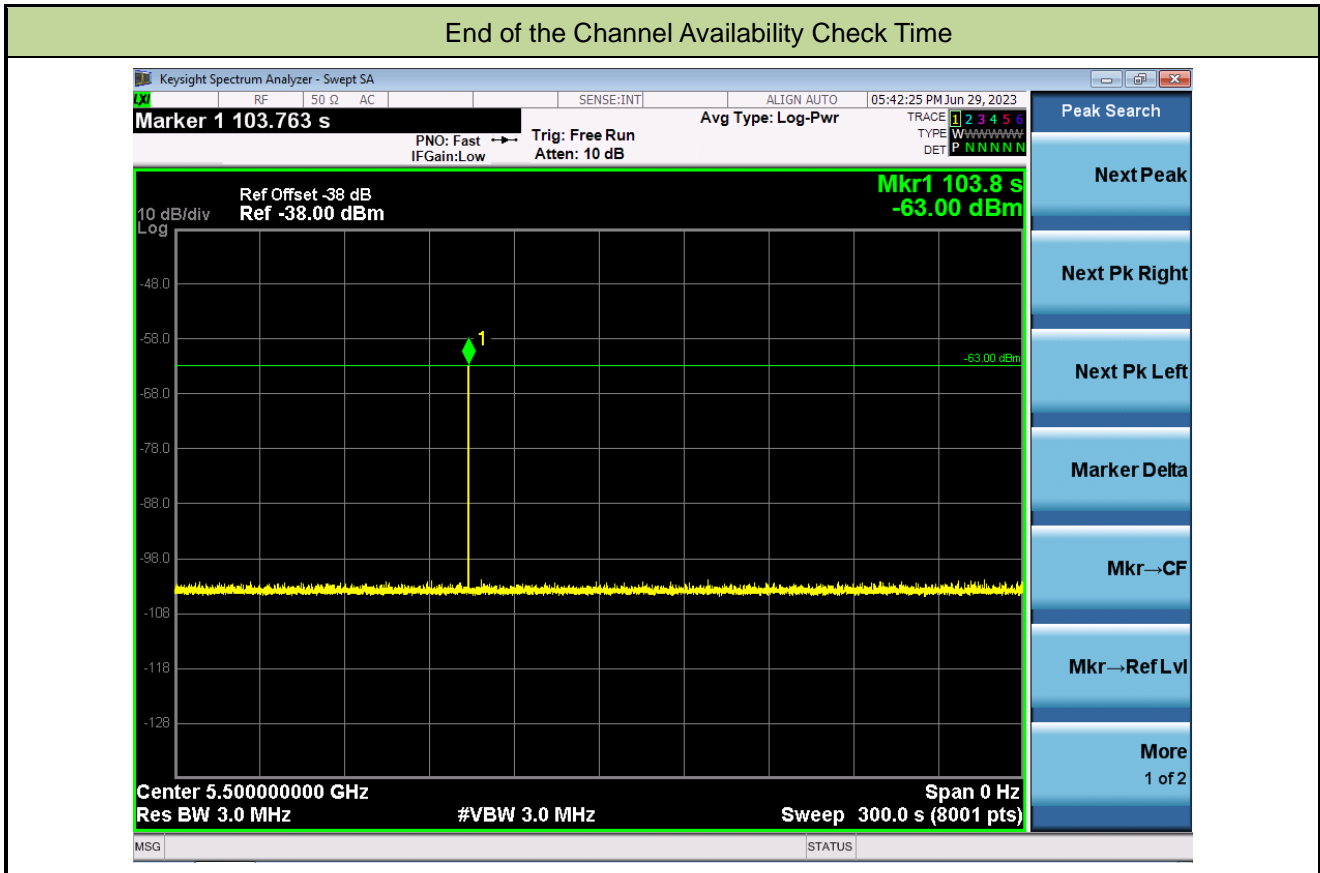 End of the Channel Availability Check Time
Keysight Spectrum Analyzer - Swept SA
LXI RF 50 Ω AC SENSE:INT ALIGN AUTO 05:42:25 PM Jun 29, 2023
Marker 1 103.763 s
PNO: Fast
IFGain:Low
Trig: Free Run
Atten: 10 dB
Avg Type: Log-Pwr
TRACE 1 2 3 4 5 6
TYPE WWWWWW
DET P N N N N N
Peak Search
Next Peak
Next Pk Right
Next Pk Left
Marker Delta
Mkr→CF
Mkr→Ref Lvl
More
1 of 2
Mkr1 103.8 s
-63.00 dBm
Ref Offset -38 dB
10 dB/div Ref -38.00 dBm
Log
-48.0
-58.0
1
-63.00 dBm
-68.0
-78.0
-88.0
-98.0
-108
-118
-128
Center 5.500000000 GHz Span 0 Hz
Res BW 3.0 MHz #VBW 3.0 MHz Sweep 300.0 s (8001 pts)
MSG STATUS